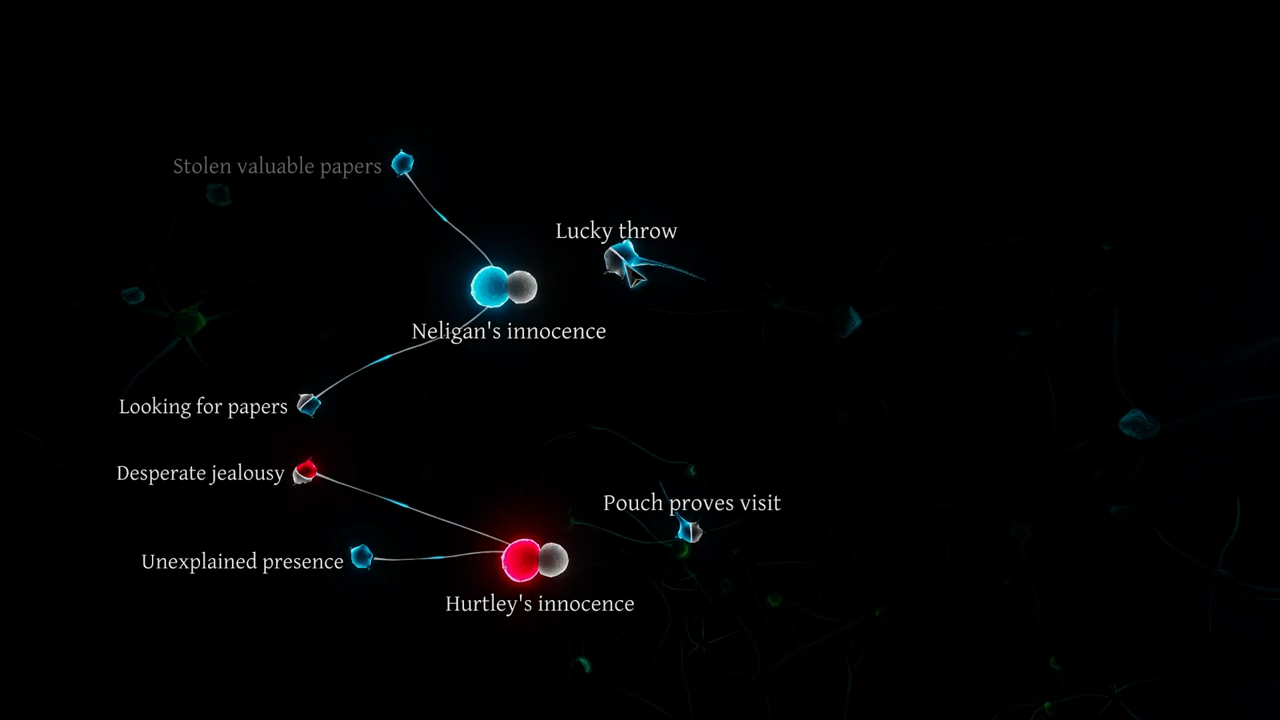 Stolen valuable papers
Lucky throw
Neligan's innocence
Looking for papers
Desperate jealousy
Pouch proves visit
Unexplained presence
Hurtley's innocence